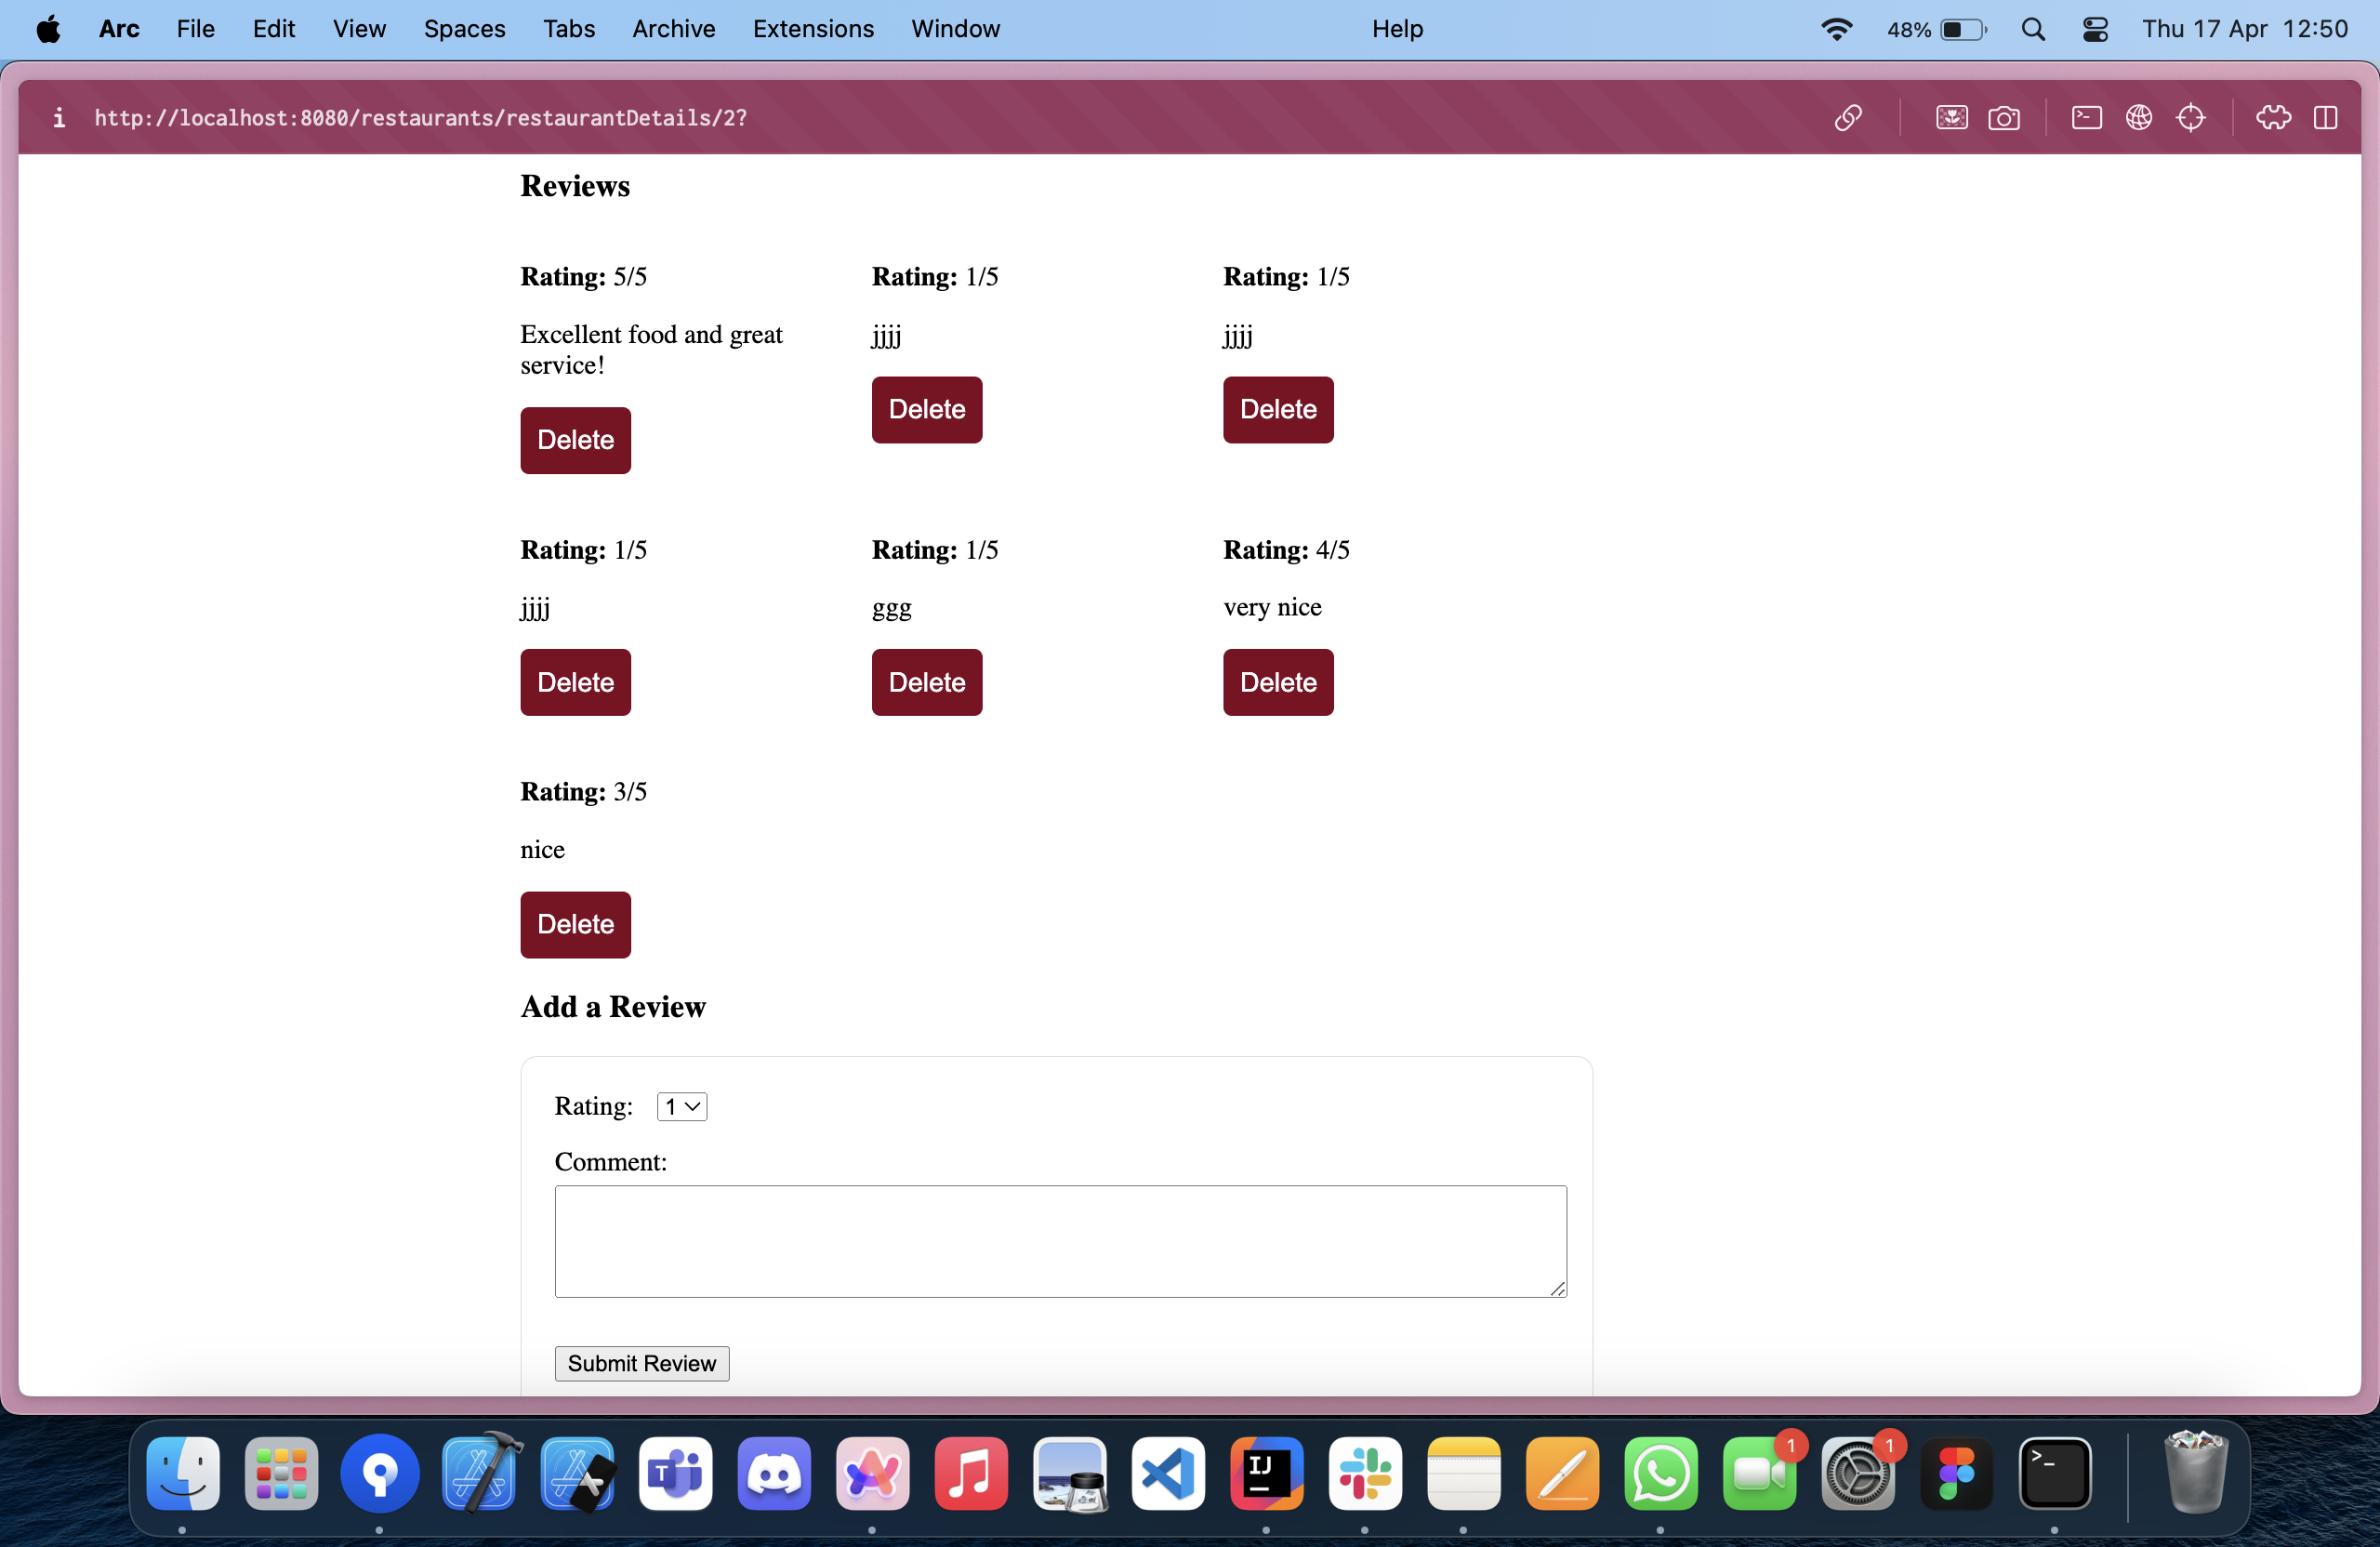 Arc File Edit View Spaces Tabs Archive Extensions Window Help 48% Thu 17 Apr 12:50
http://localhost:8080/restaurants/restaurantDetails/2?
Reviews
Rating: 5/5 Rating: 1/5 Rating: 1/5
Excellent food and great jjjj jjjj
service!
Delete Delete Delete
Rating: 1/5 Rating: 1/5 Rating: 4/5
jjjj ggg very nice
Delete Delete Delete
Rating: 3/5
nice
Delete
Add a Review
Rating: 1
Comment:
Submit Review
T IJ 1 1